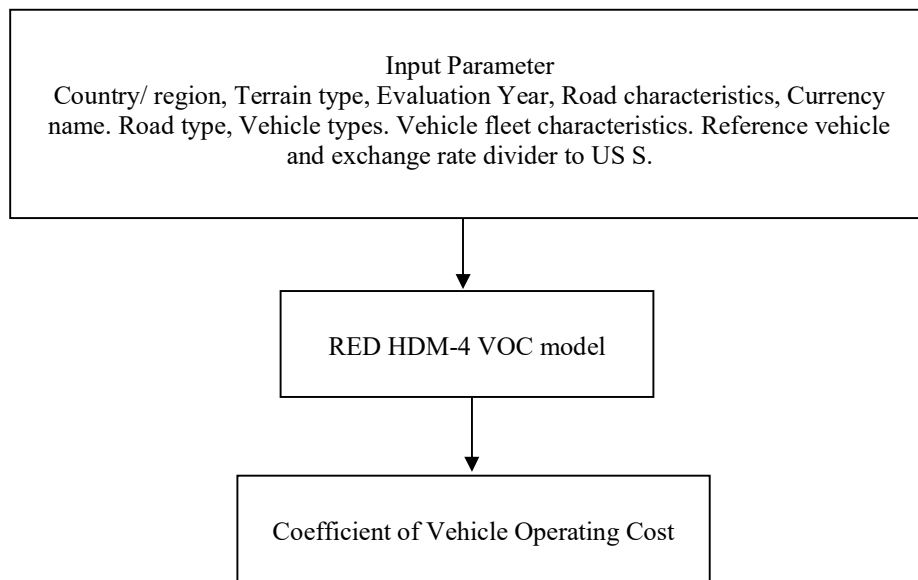 Input Parameter
Country/ region, Terrain type, Evaluation Year, Road characteristics, Currency
name. Road type, Vehicle types. Vehicle fleet characteristics. Reference vehicle
and exchange rate divider to US S.
RED HDM-4 VOC model
Coefficient of Vehicle Operating Cost